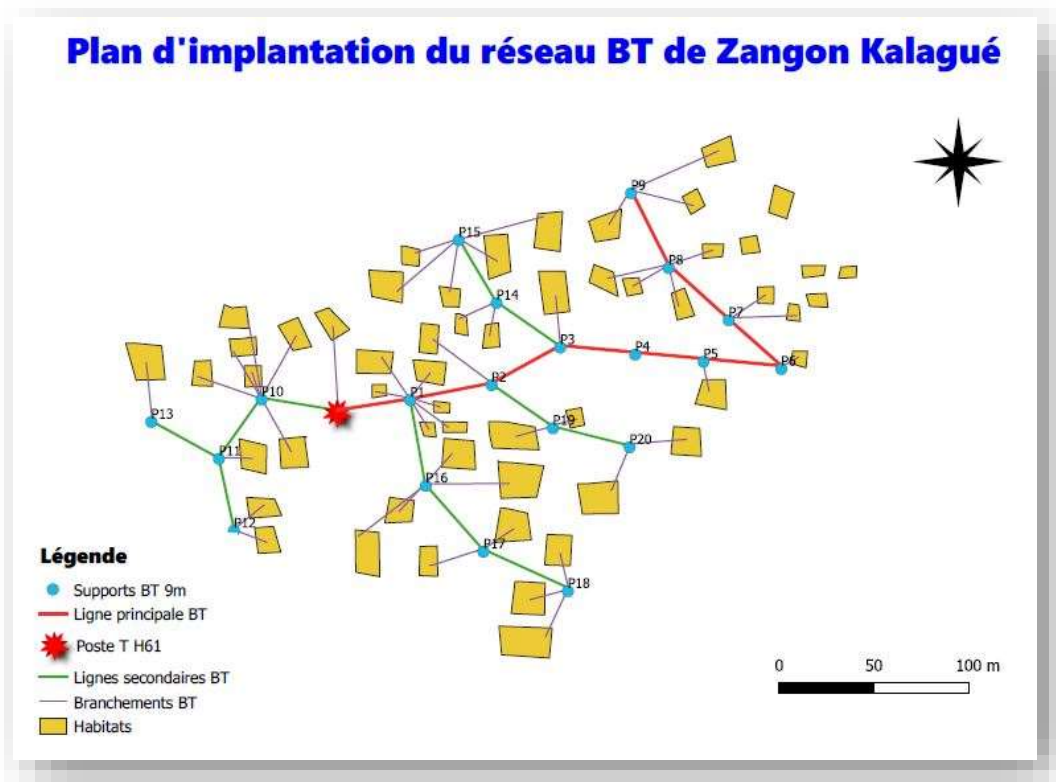 Plan d'implantation du réseau BT de Zangon Kalagué
P9
P15
P8
P14
P7
P3
P4
P5
P6
P2
P10
P1
P13
P19
P20
P11
P16
P12
P17
P18
Légende
Supports BT 9m
Ligne principale BT
Poste T H61
Lignes secondaires BT
Branchements BT
Habitats
0 50 100 m